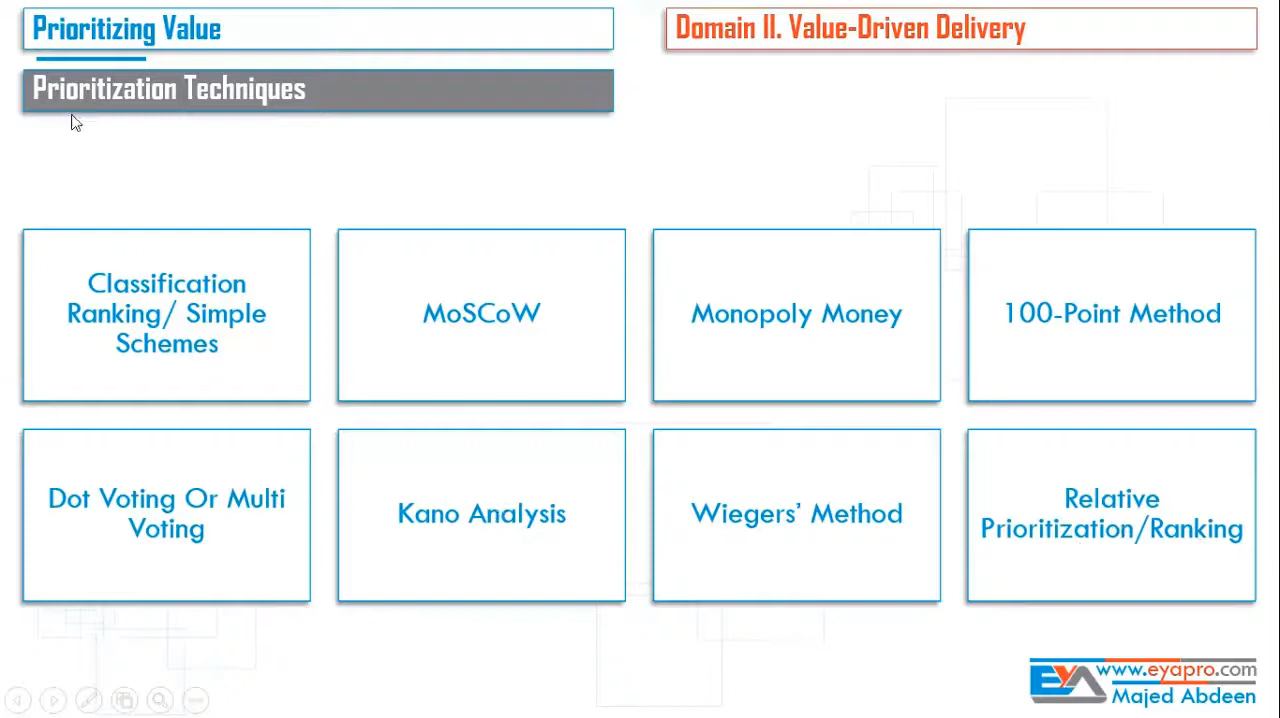 Prioritizing Value
Domain II. Value-Driven Delivery
Prioritization Techniques
Classification
Ranking/ Simple
Schemes
MoSCoW
Monopoly Money
100-Point Method
Dot Voting Or Multi
Voting
Kano Analysis
Wiegers’ Method
Relative
Prioritization/Ranking
EYA
www.eyapro.com
Majed Abdeen